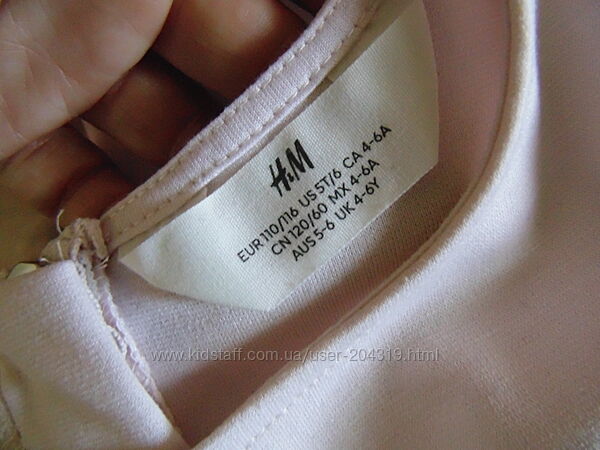 H&M
EUR 110/116 US 5T/6 CA 4-6A
CN 120/60 MX 4-6A
AUS 5-6 UK 4-6Y
www.kidstaff.com.ua/user-204319.html